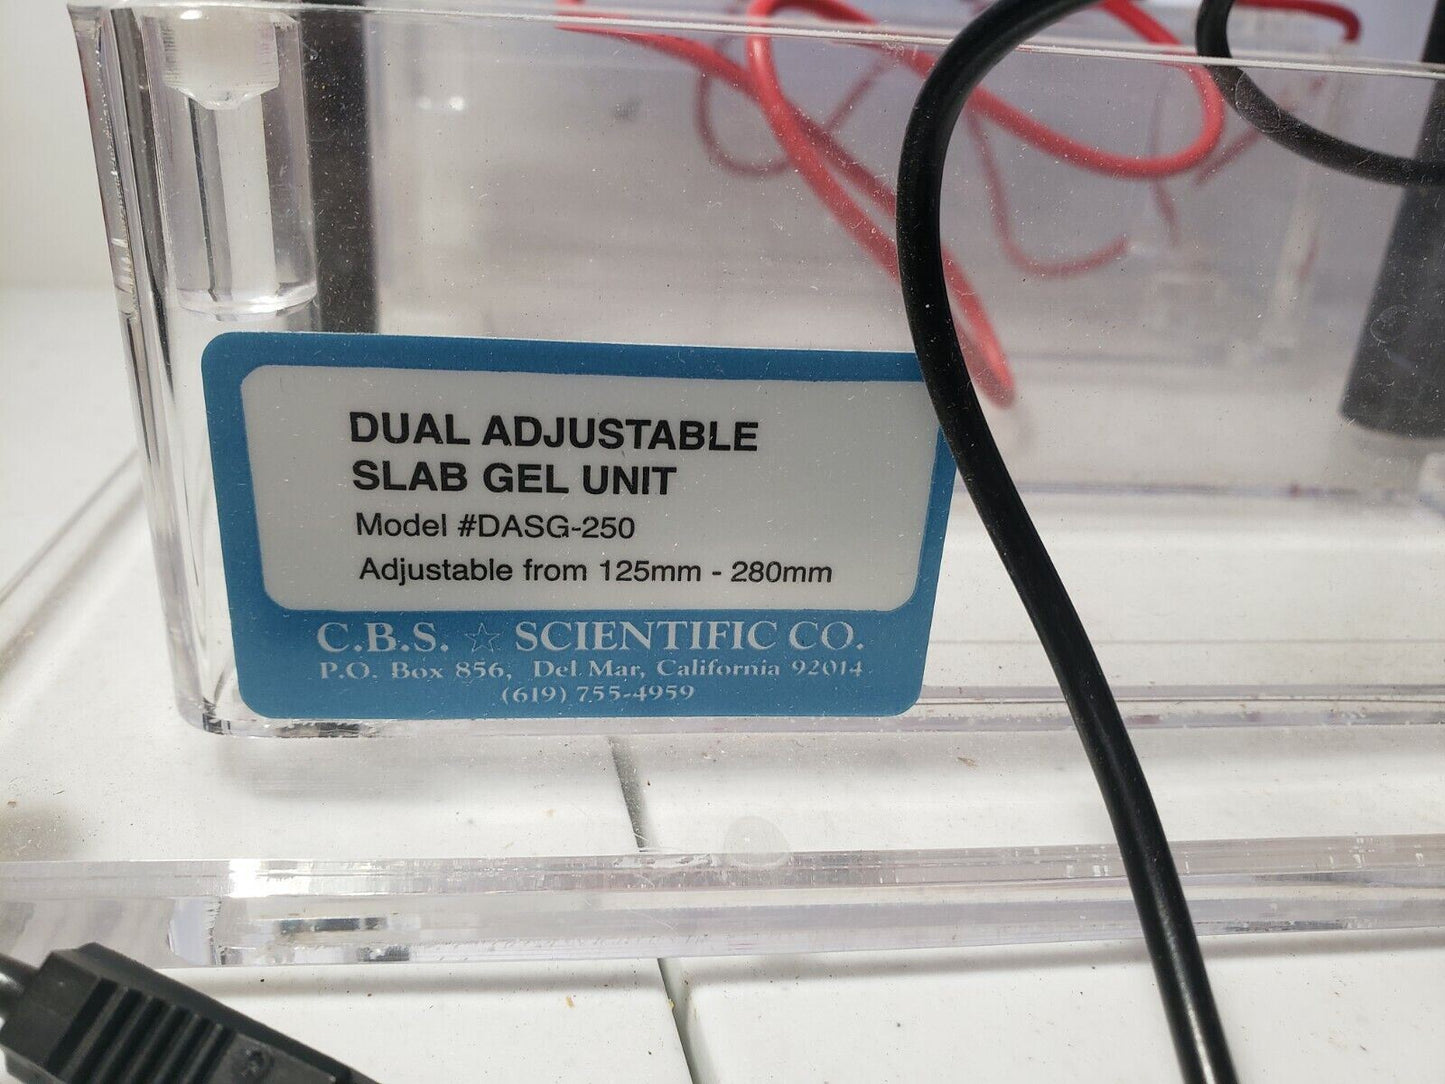 DUAL ADJUSTABLE
SLAB GEL UNIT
Model #DASG-250
Adjustable from 125mm - 280mm
C.B.S. ☆ SCIENTIFIC CO.
P.O. Box 856, Del Mar, California 92014
(619) 755-4959